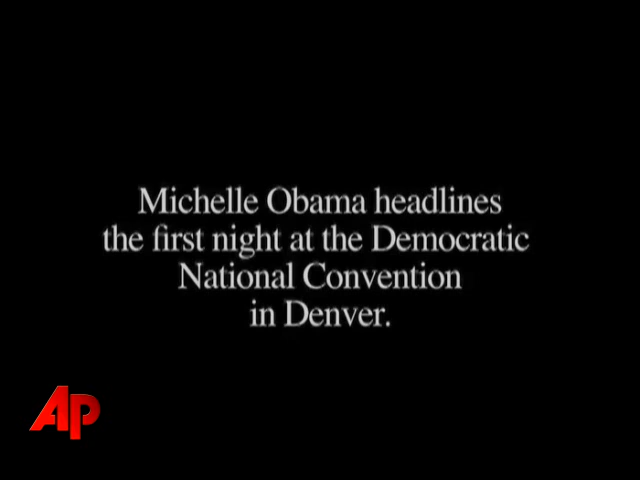 Michelle Obama headlines
the first night at the Democratic
National Convention
in Denver.
AP